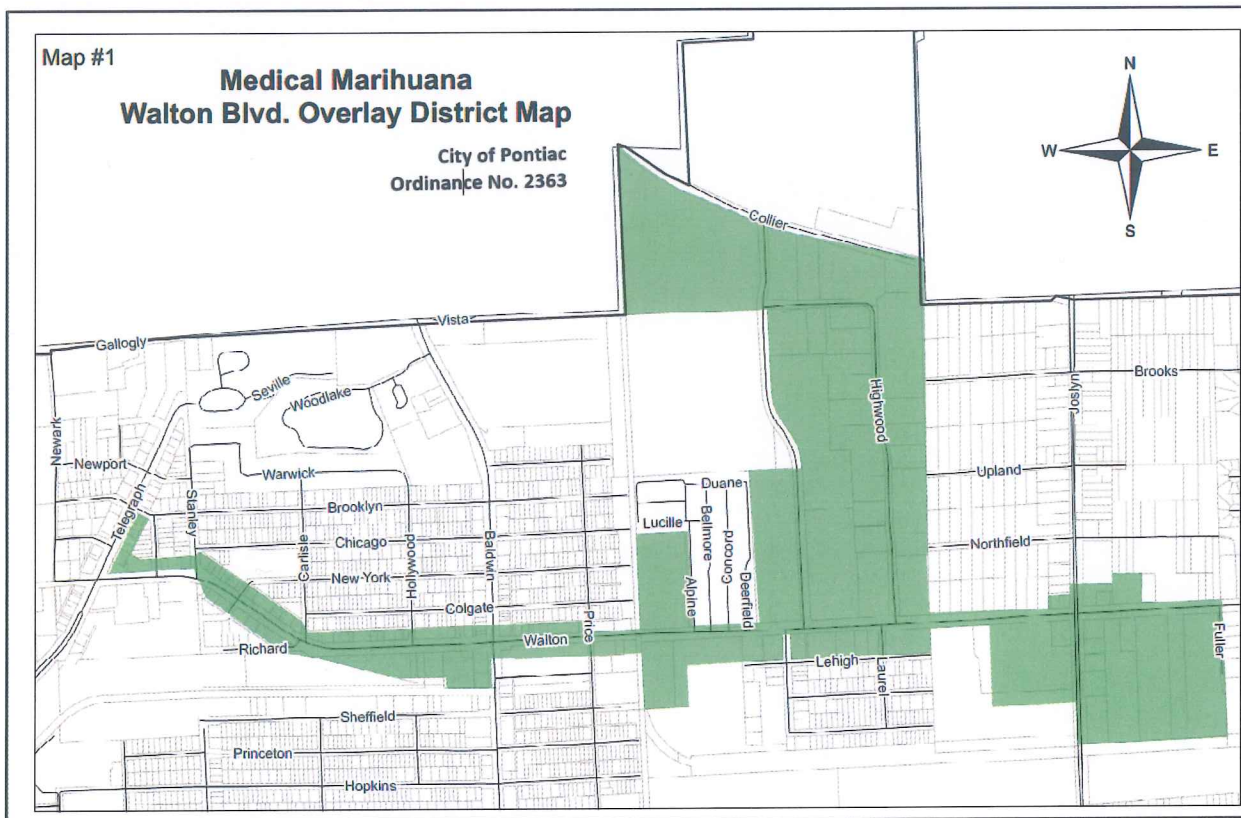 Map #1
Medical Marihuana
Walton Blvd. Overlay District Map
City of Pontiac
Ordinance No. 2363
N
W
E
S
Collier
Vista
Gallogly
Seville
Woodlake
Newark
Newport
Telegraph
Stanley
Warwick
Brooklyn
Chicago
Carlisle
New York
Hollywood
Baldwin
Colgate
Price
Richard
Walton
Duane
Lucille
Bellmore
Concord
Alpine
Deerfield
Highwood
Joslyn
Brooks
Upland
Northfield
Lehigh
Laurel
Fuller
Sheffield
Princeton
Hopkins